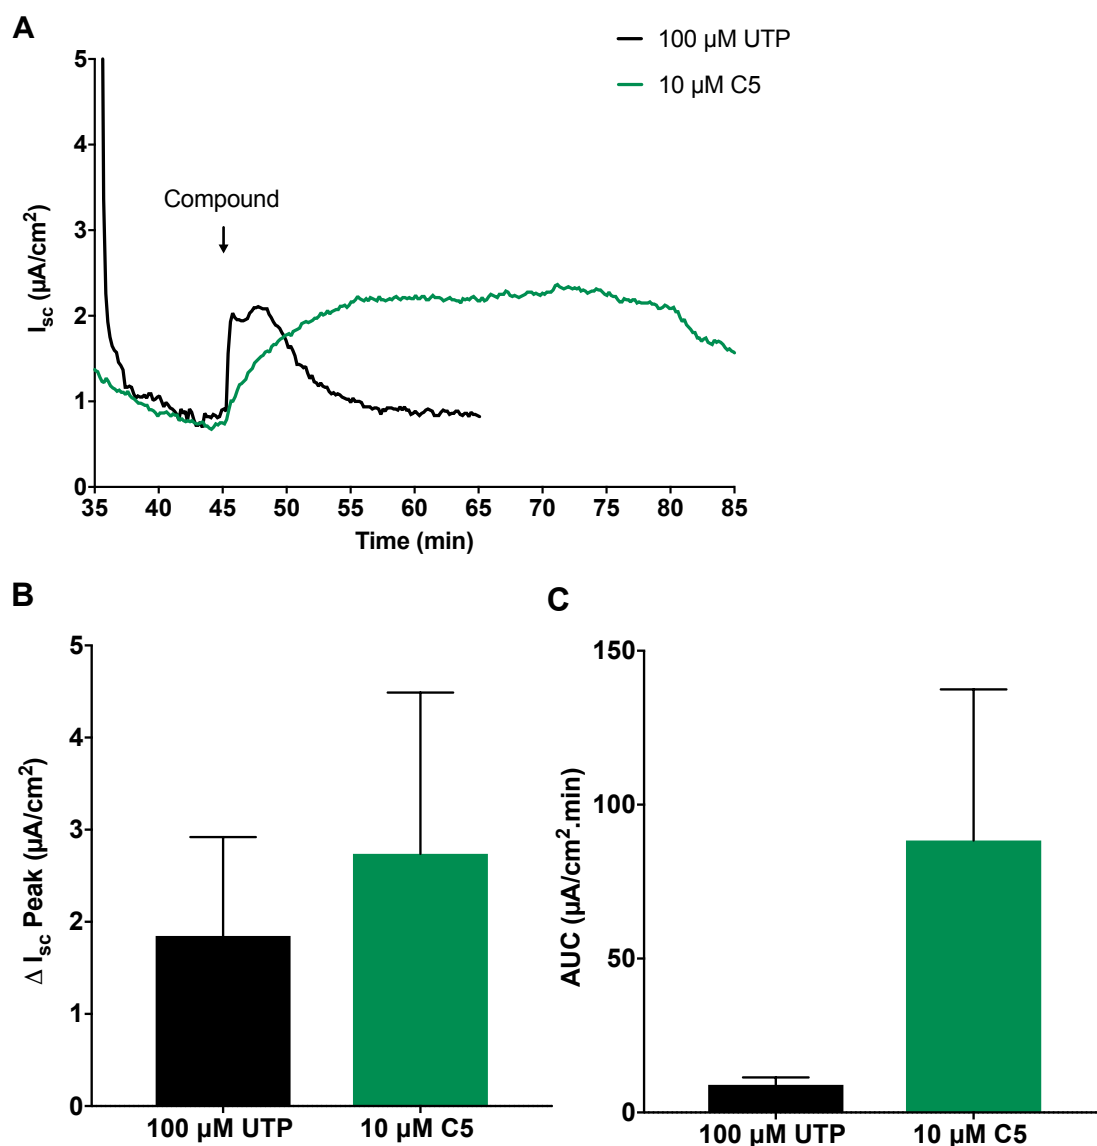 A
100 µM UTP
10 µM C5
5
4
3
2
1
0
I_sc (µA/cm²)
Compound
35 40 45 50 55 60 65 70 75 80 85
Time (min)
B
5
4
3
2
1
0
Δ I_sc Peak (µA/cm²)
100 µM UTP 10 µM C5
C
150
100
50
0
AUC (µA/cm².min)
100 µM UTP 10 µM C5